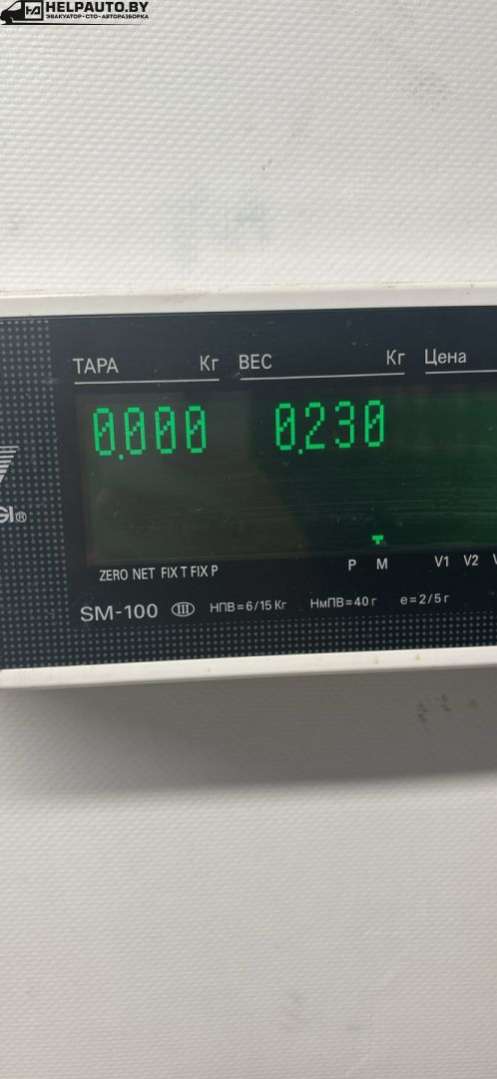 HELPAUTO.BY
ЭВАКУАТОР-СТО-АВТОРАЗБОРКА
ТАРА Кг ВЕС Кг Цена
0.000 0.230
GI®
ZERO NET FIX T FIX P P M V1 V2
SM-100 III НПВ=6/15 Кг НмПВ=40 г e=2/5 г